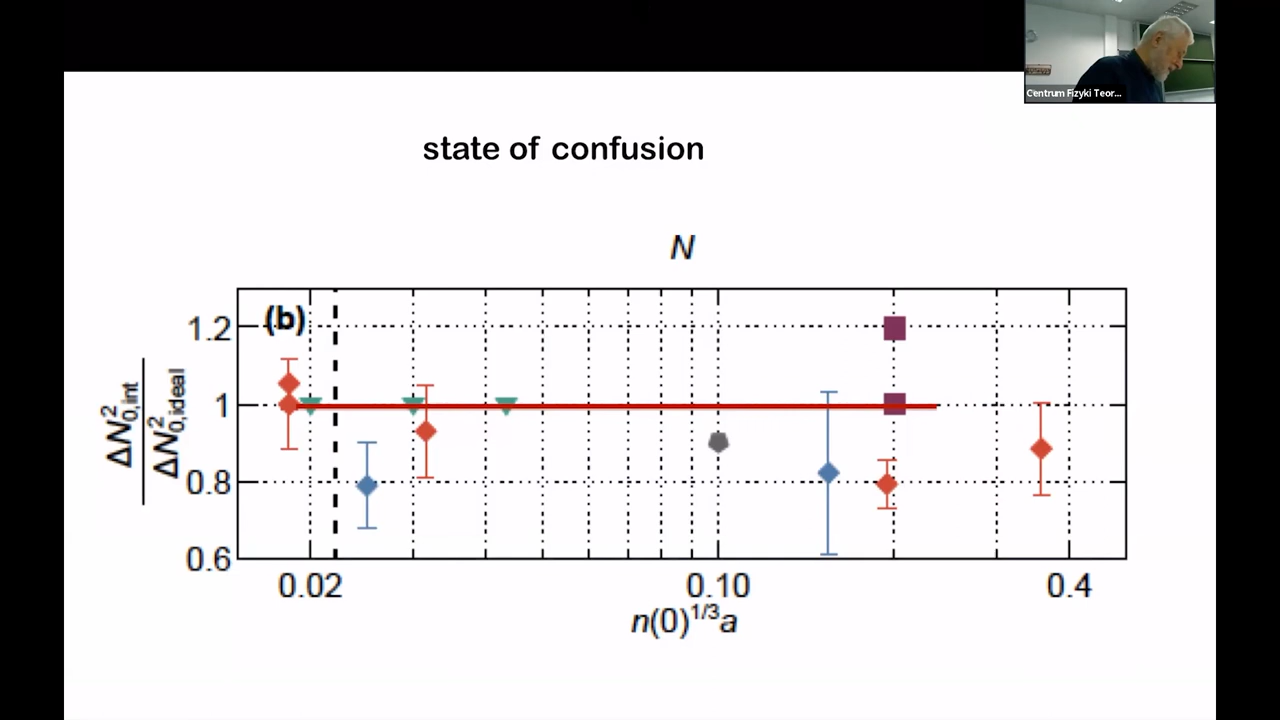 Centrum Fizyki Teor...
state of confusion
N
(b)
1.2
1
0.8
0.6
ΔN²0,int
ΔN²0,ideal
0.02
0.10
0.4
n(0)^1/3 a